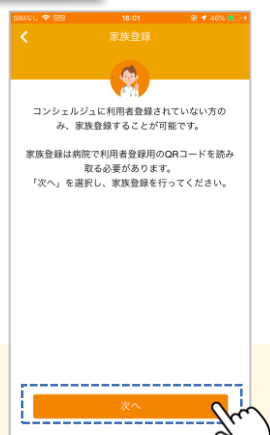 SIMなし 16:01 46%
家族登録
コンシェルジュに利用者登録されていない方の
み、家族登録することが可能です。
家族登録は病院で利用者登録用のQRコードを読み
取る必要があります。
「次へ」を選択し、家族登録を行ってください。
次へ